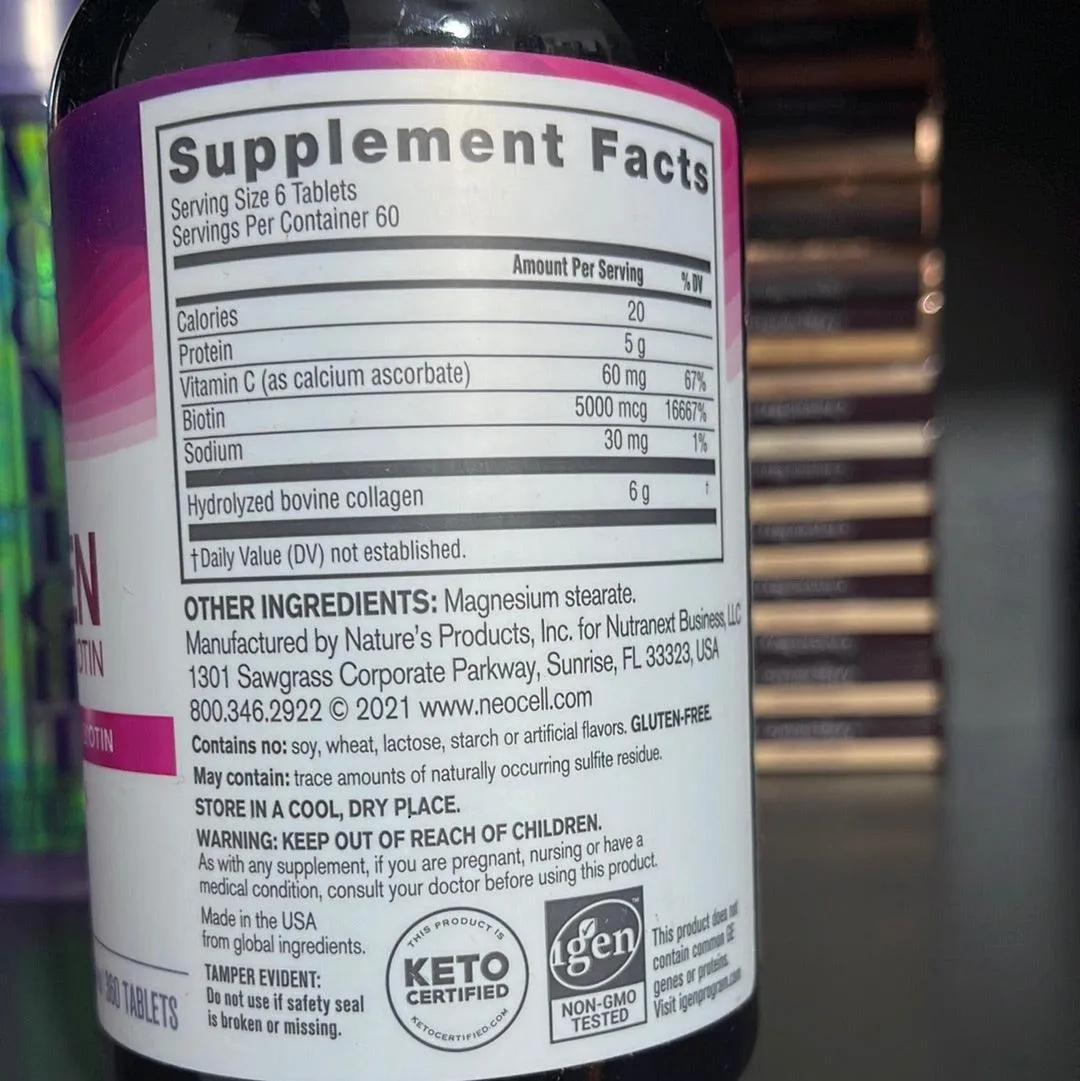 Supplement Facts
Serving Size 6 Tablets
Servings Per Container 60
Amount Per Serving % DV
Calories 20
Protein 5 g
Vitamin C (as calcium ascorbate) 60 mg 67%
Biotin 5000 mcg 16667%
Sodium 30 mg 1%
Hydrolyzed bovine collagen 6 g †
†Daily Value (DV) not established.
OTHER INGREDIENTS: Magnesium stearate.
Manufactured by Nature's Products, Inc. for Nutranext Business, LLC
1301 Sawgrass Corporate Parkway, Sunrise, FL 33323, USA
800.346.2922 © 2021 www.neocell.com
Contains no: soy, wheat, lactose, starch or artificial flavors. GLUTEN-FREE.
May contain: trace amounts of naturally occurring sulfite residue.
STORE IN A COOL, DRY PLACE.
WARNING: KEEP OUT OF REACH OF CHILDREN.
As with any supplement, if you are pregnant, nursing or have a
medical condition, consult your doctor before using this product.
Made in the USA
from global ingredients.
TAMPER EVIDENT:
Do not use if safety seal
is broken or missing.
THIS PRODUCT IS
KETO
CERTIFIED
KETOCERTIFIED.COM
igen™
NON-GMO
TESTED
This product does not
contain common GE
genes or proteins.
Visit igenprogram.com
EN
OTIN
BIOTIN
360 TABLETS